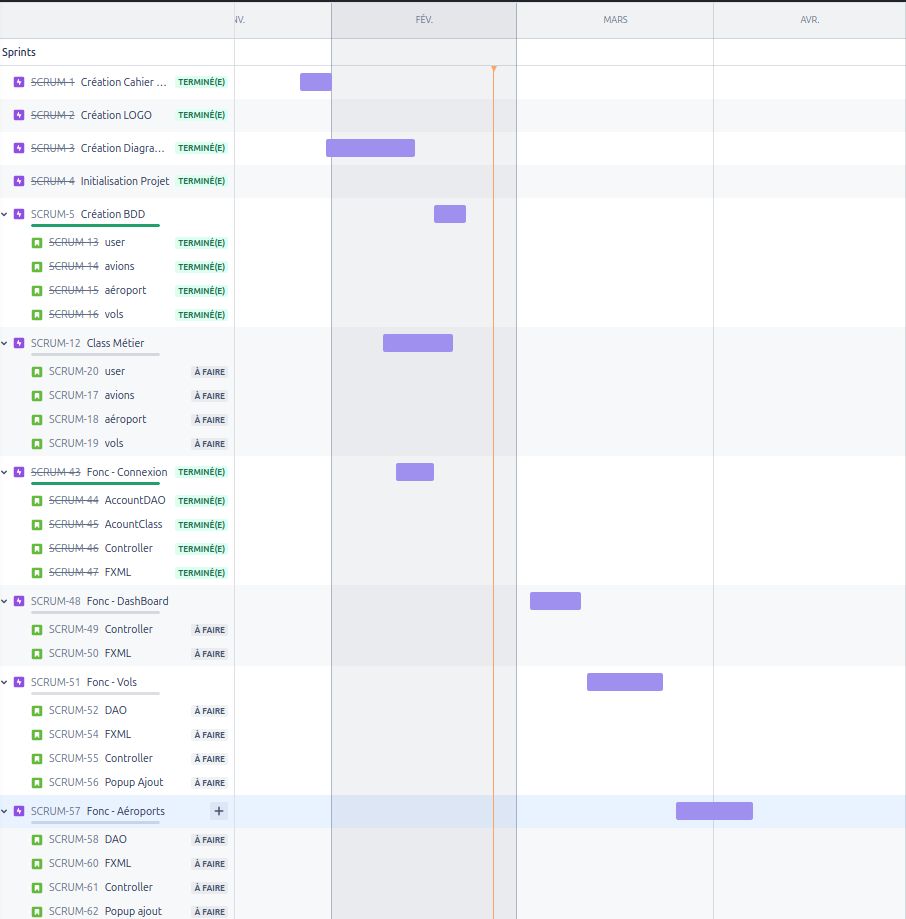 NV. FÉV. MARS AVR.
Sprints
SCRUM-1 Création Cahier ... TERMINÉ(E)
SCRUM-2 Création LOGO TERMINÉ(E)
SCRUM-3 Création Diagra... TERMINÉ(E)
SCRUM-4 Initialisation Projet TERMINÉ(E)
SCRUM-5 Création BDD
SCRUM-13 user TERMINÉ(E)
SCRUM-14 avions TERMINÉ(E)
SCRUM-15 aéroport TERMINÉ(E)
SCRUM-16 vols TERMINÉ(E)
SCRUM-12 Class Métier
SCRUM-20 user À FAIRE
SCRUM-17 avions À FAIRE
SCRUM-18 aéroport À FAIRE
SCRUM-19 vols À FAIRE
SCRUM-43 Fonc - Connexion TERMINÉ(E)
SCRUM-44 AccountDAO TERMINÉ(E)
SCRUM-45 AcountClass TERMINÉ(E)
SCRUM-46 Controller TERMINÉ(E)
SCRUM-47 FXML TERMINÉ(E)
SCRUM-48 Fonc - DashBoard
SCRUM-49 Controller À FAIRE
SCRUM-50 FXML À FAIRE
SCRUM-51 Fonc - Vols
SCRUM-52 DAO À FAIRE
SCRUM-54 FXML À FAIRE
SCRUM-55 Controller À FAIRE
SCRUM-56 Popup Ajout À FAIRE
SCRUM-57 Fonc - Aéroports +
SCRUM-58 DAO À FAIRE
SCRUM-60 FXML À FAIRE
SCRUM-61 Controller À FAIRE
SCRUM-62 Popup ajout À FAIRE